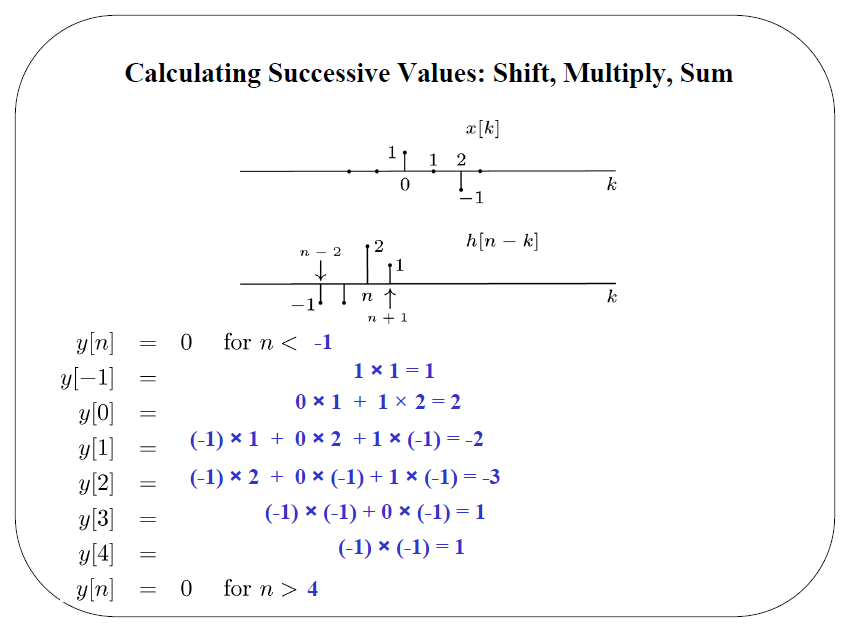 Calculating Successive Values: Shift, Multiply, Sum
x[k]
1 1 2
0 k
−1
h[n − k]
n − 2 2
1
−1 n k
n + 1
y[n] = 0 for n < -1
y[−1] = 1 × 1 = 1
y[0] = 0 × 1 + 1 × 2 = 2
y[1] = (-1) × 1 + 0 × 2 + 1 × (-1) = -2
y[2] = (-1) × 2 + 0 × (-1) + 1 × (-1) = -3
y[3] = (-1) × (-1) + 0 × (-1) = 1
y[4] = (-1) × (-1) = 1
y[n] = 0 for n > 4